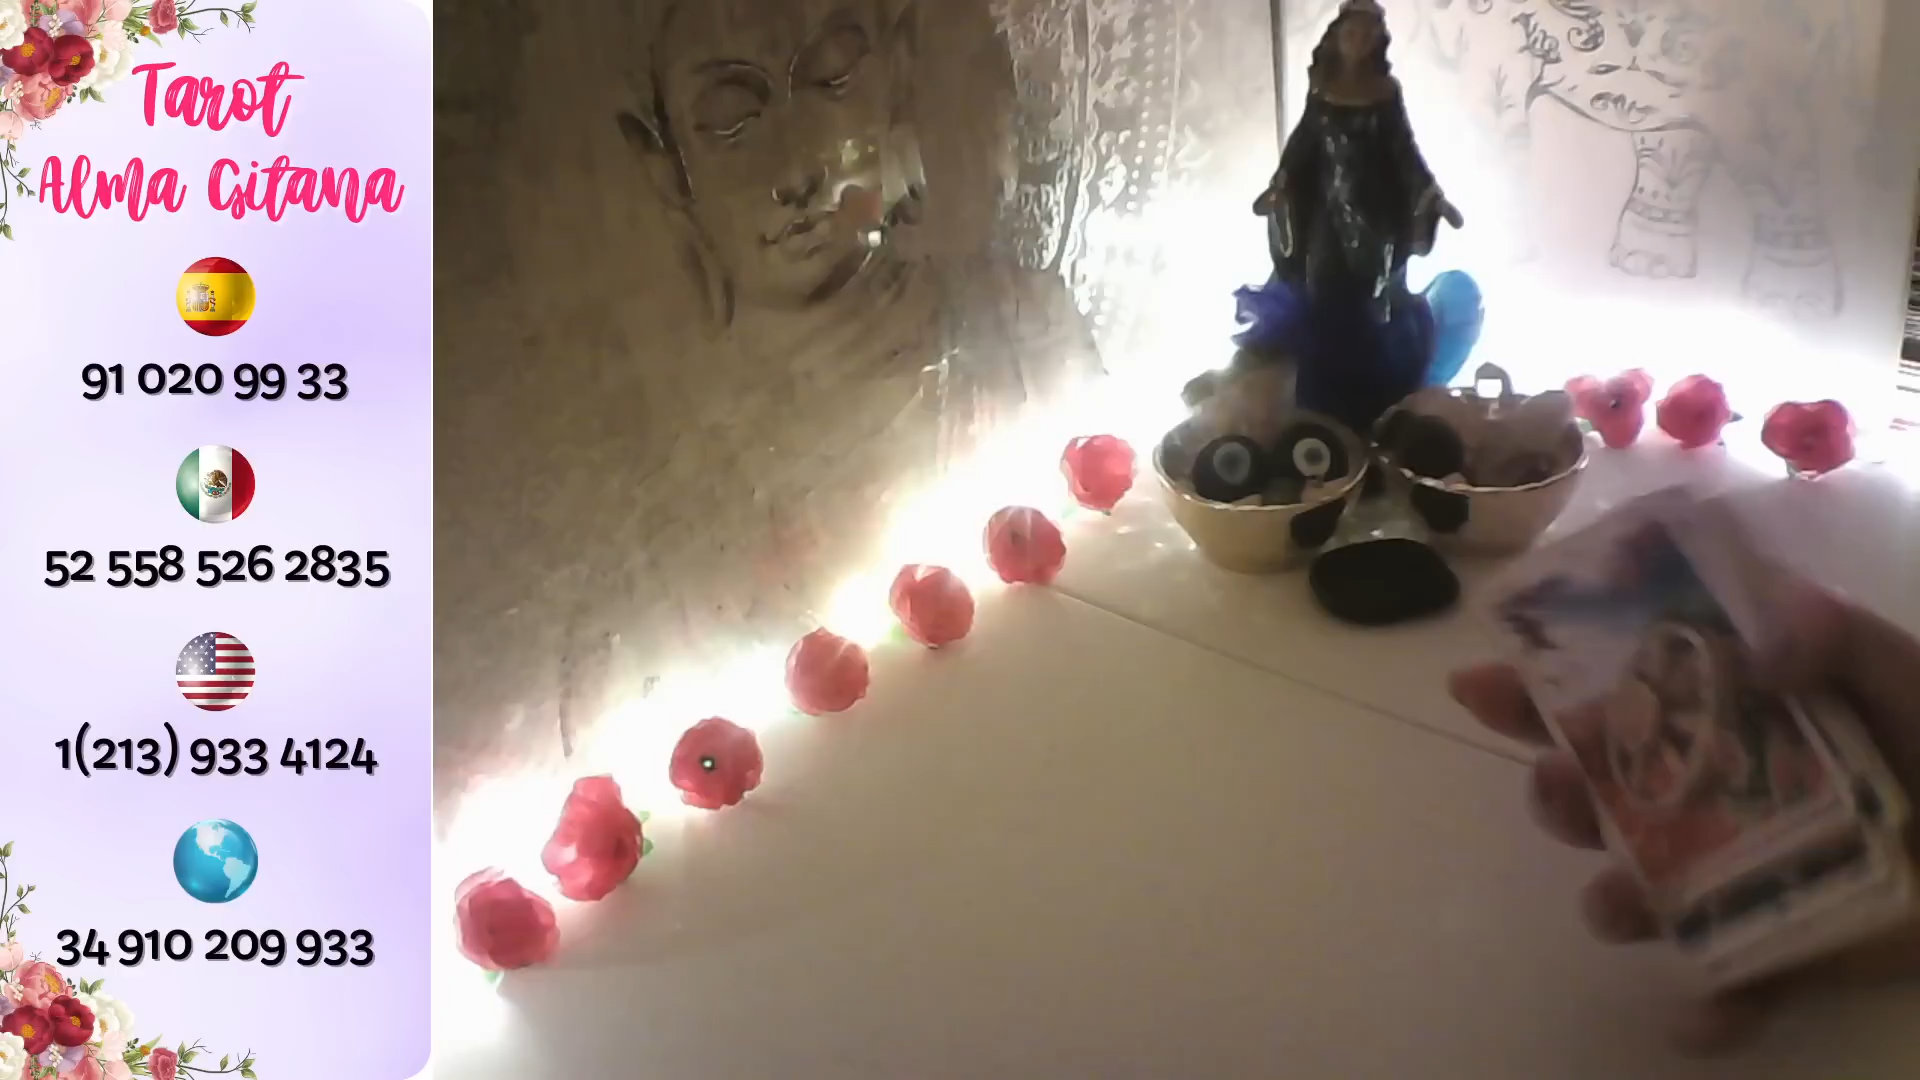 Tarot
Alma Gitana
91 020 99 33
52 558 526 2835
1(213) 933 4124
34 910 209 933